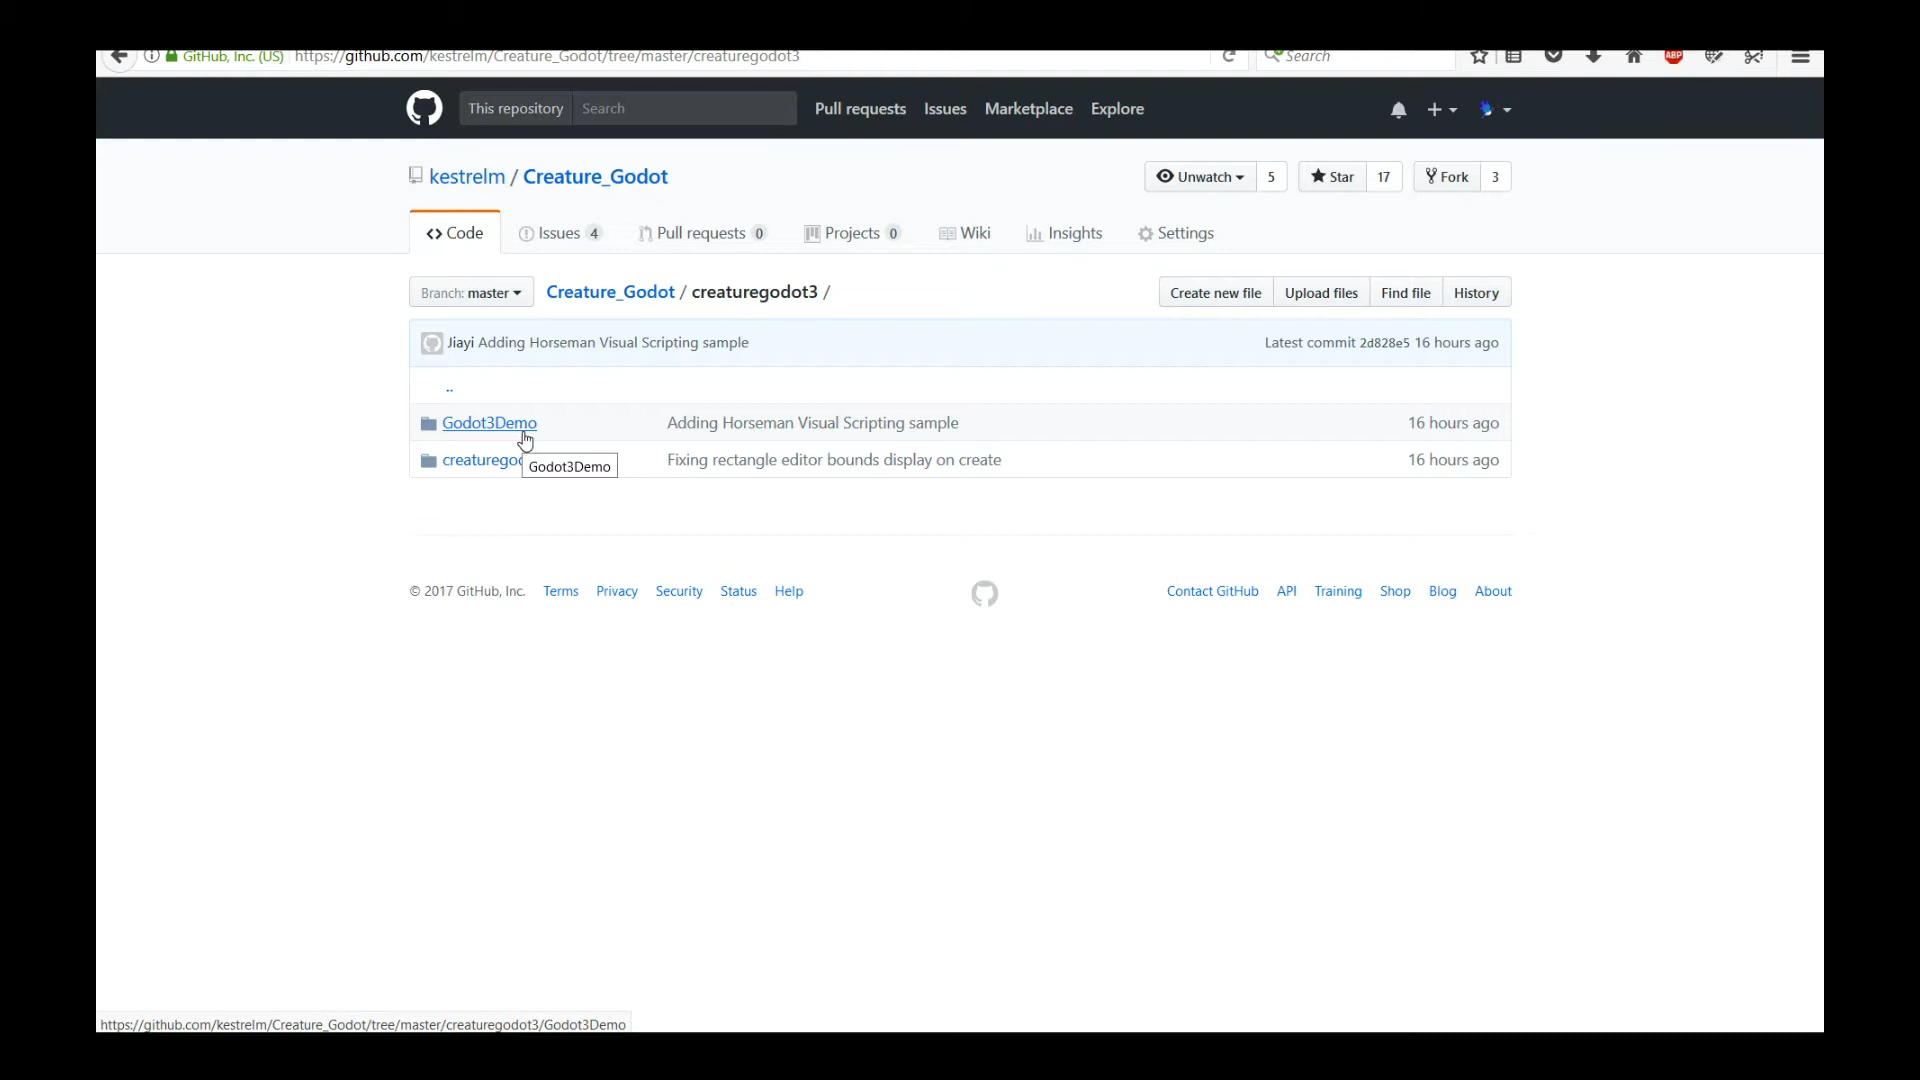 GitHub, Inc. (US) https://github.com/kestrelm/Creature_Godot/tree/master/creaturegodot3 Search ABP
This repository Search Pull requests Issues Marketplace Explore
kestrelm / Creature_Godot Unwatch 5 Star 17 Fork 3
Code Issues 4 Pull requests 0 Projects 0 Wiki Insights Settings
Branch: master Creature_Godot / creaturegodot3 / Create new file Upload files Find file History
Jiayi Adding Horseman Visual Scripting sample Latest commit 2d828e5 16 hours ago
..
Godot3Demo Adding Horseman Visual Scripting sample 16 hours ago
Fixing rectangle editor bounds display on create 16 hours ago
Godot3Demo
© 2017 GitHub, Inc. Terms Privacy Security Status Help Contact GitHub API Training Shop Blog About
https://github.com/kestrelm/Creature_Godot/tree/master/creaturegodot3/Godot3Demo